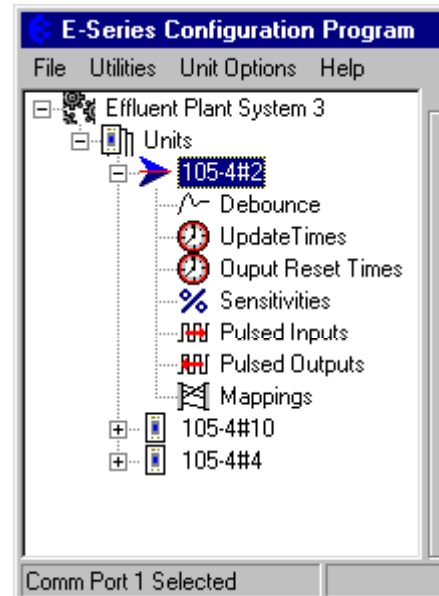 E-Series Configuration Program
File Utilities Unit Options Help
Effluent Plant System 3
Units
105-4#2
Debounce
UpdateTimes
Ouput Reset Times
Sensitivities
Pulsed Inputs
Pulsed Outputs
Mappings
105-4#10
105-4#4
Comm Port 1 Selected